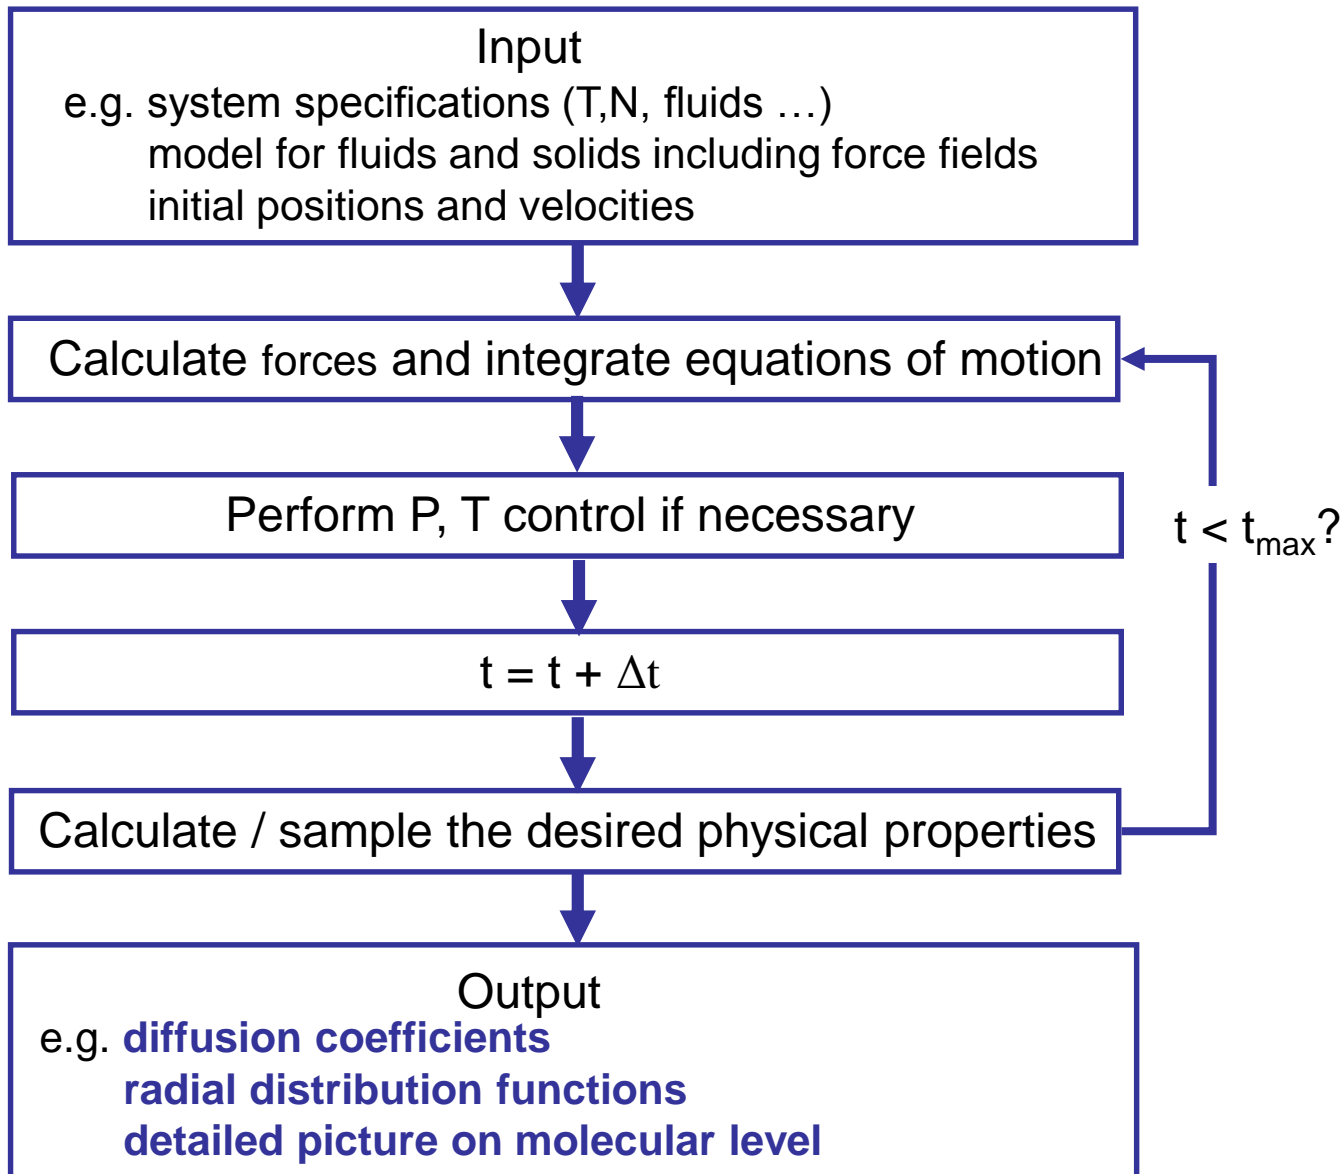 Input
e.g. system specifications (T,N, fluids …)
model for fluids and solids including force fields
initial positions and velocities
Calculate forces and integrate equations of motion
Perform P, T control if necessary
t < tmax?
t = t + Δt
Calculate / sample the desired physical properties
Output
e.g. diffusion coefficients
radial distribution functions
detailed picture on molecular level